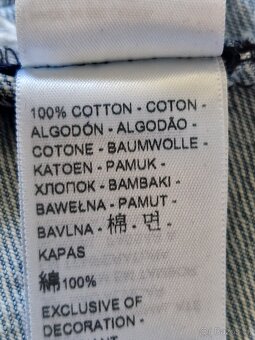 100% COTTON - COTON -
ALGODÓN - ALGODÃO -
COTONE - BAUMWOLLE -
KATOEN - PAMUK -
ХЛОПОК - BAMBAKI -
BAWEŁNA - PAMUT -
BAVLNA - 棉 - 면 -
KAPAS
綿100%
EXCLUSIVE OF
DECORATION -